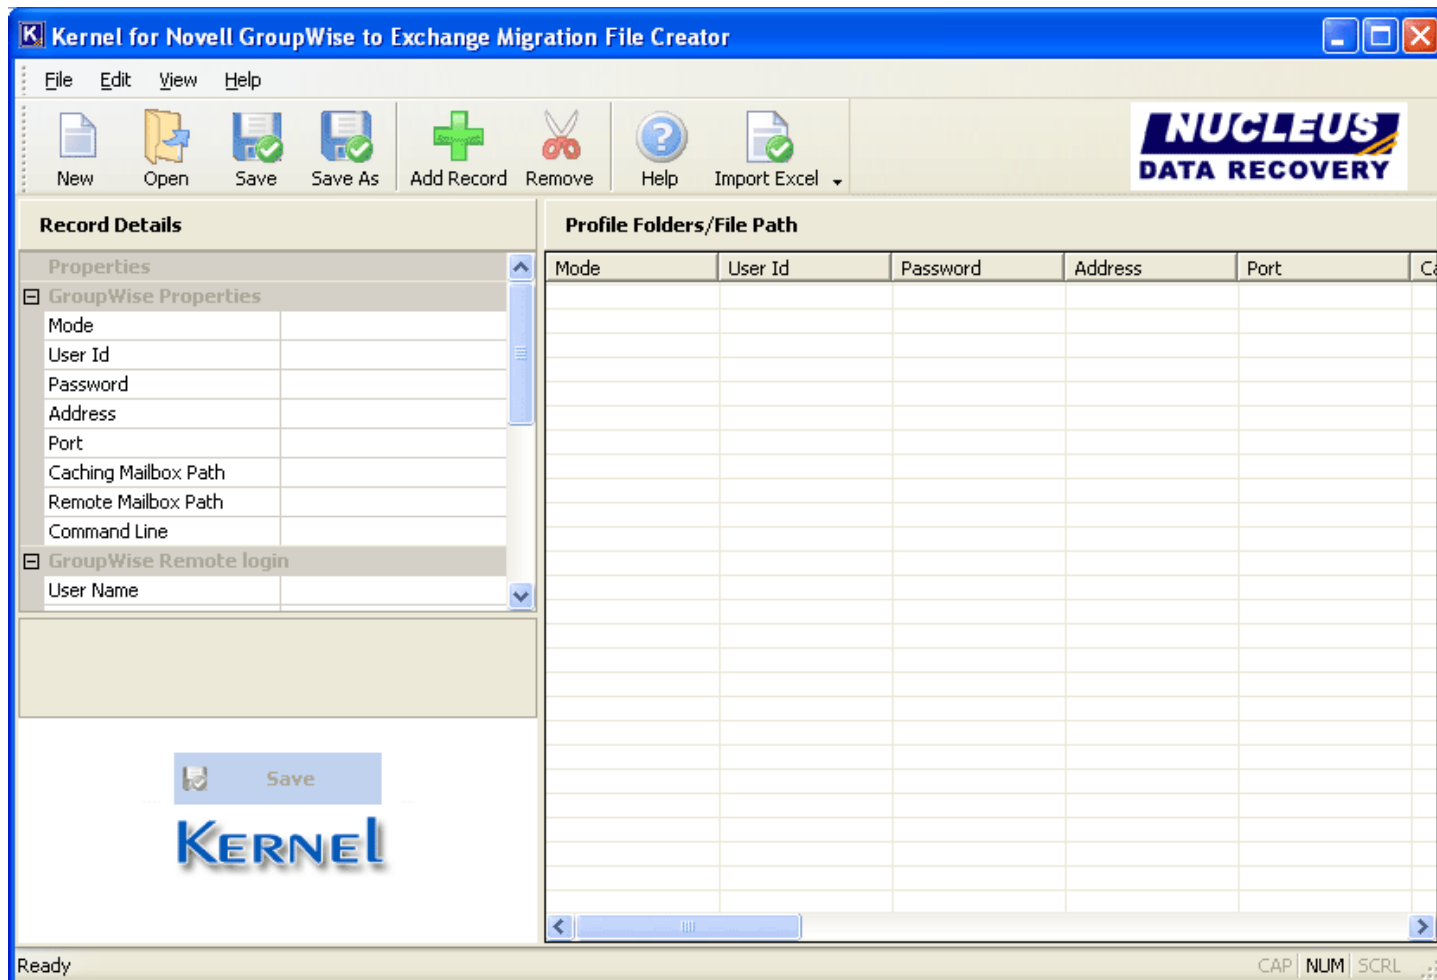 Kernel for Novell GroupWise to Exchange Migration File Creator
File Edit View Help
New Open Save Save As Add Record Remove Help Import Excel
NUCLEUS
DATA RECOVERY
Record Details
Profile Folders/File Path
Properties
GroupWise Properties
Mode
User Id
Password
Address
Port
Caching Mailbox Path
Remote Mailbox Path
Command Line
GroupWise Remote login
User Name
Mode User Id Password Address Port
Save
KERNEL
Ready
CAP NUM SCRL